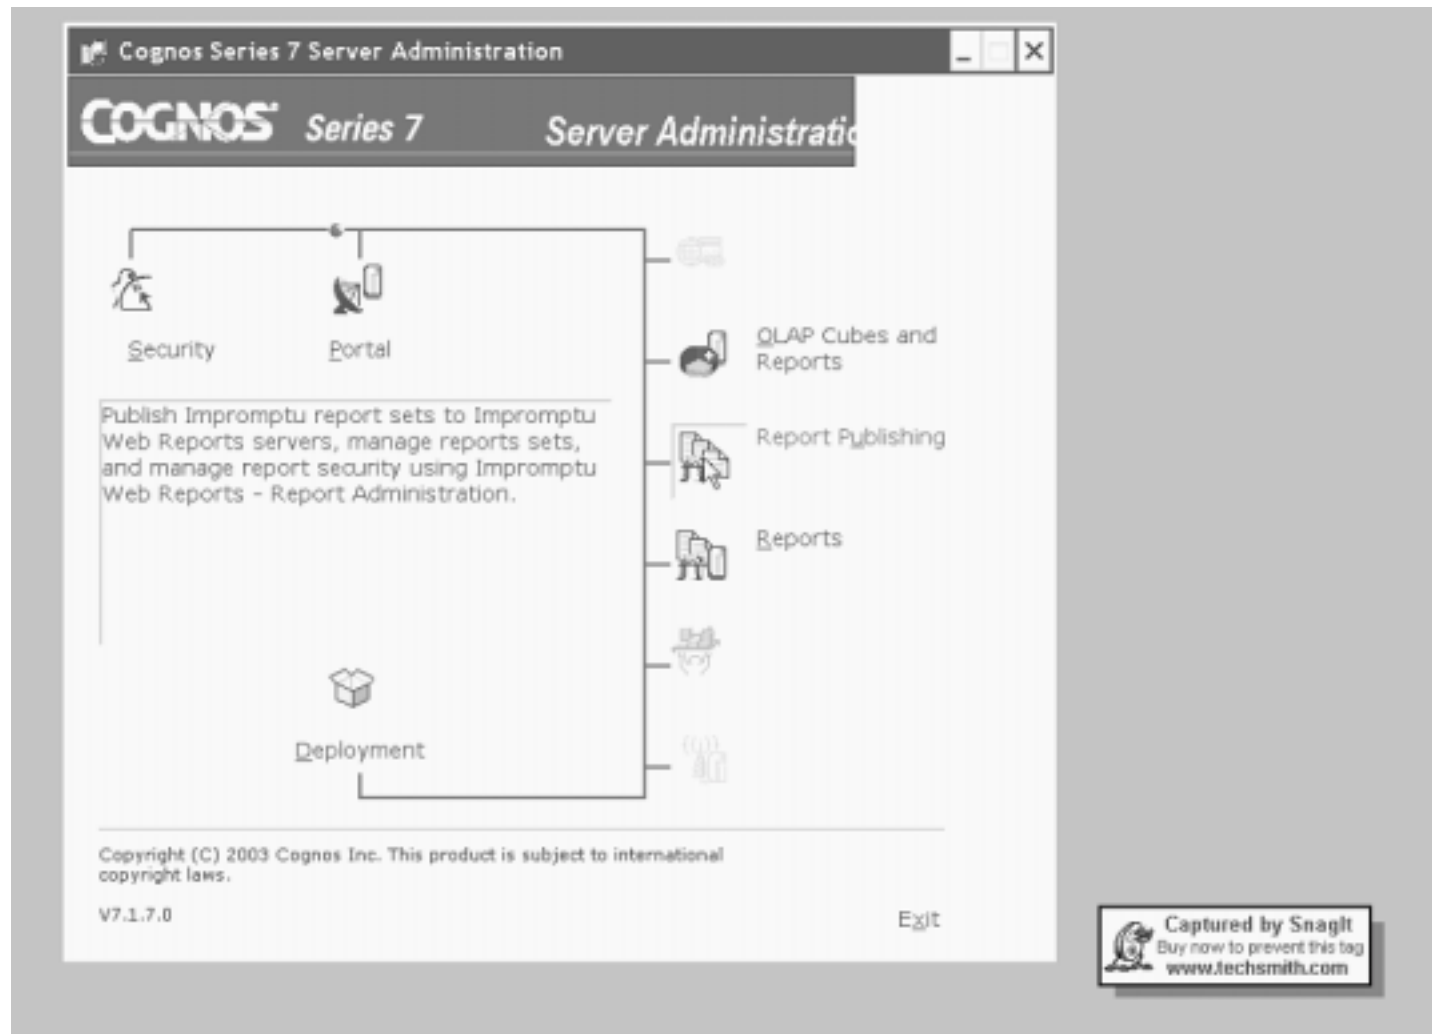 Cognos Series 7 Server Administration
COGNOS Series 7 Server Administratio
Security
Portal
OLAP Cubes and
Reports
Publish Impromptu report sets to Impromptu
Web Reports servers, manage reports sets,
and manage report security using Impromptu
Web Reports - Report Administration.
Report Publishing
Reports
Deployment
Copyright (C) 2003 Cognos Inc. This product is subject to international
copyright laws.
V7.1.7.0
Exit
Captured by SnagIt
Buy now to prevent this tag
www.techsmith.com